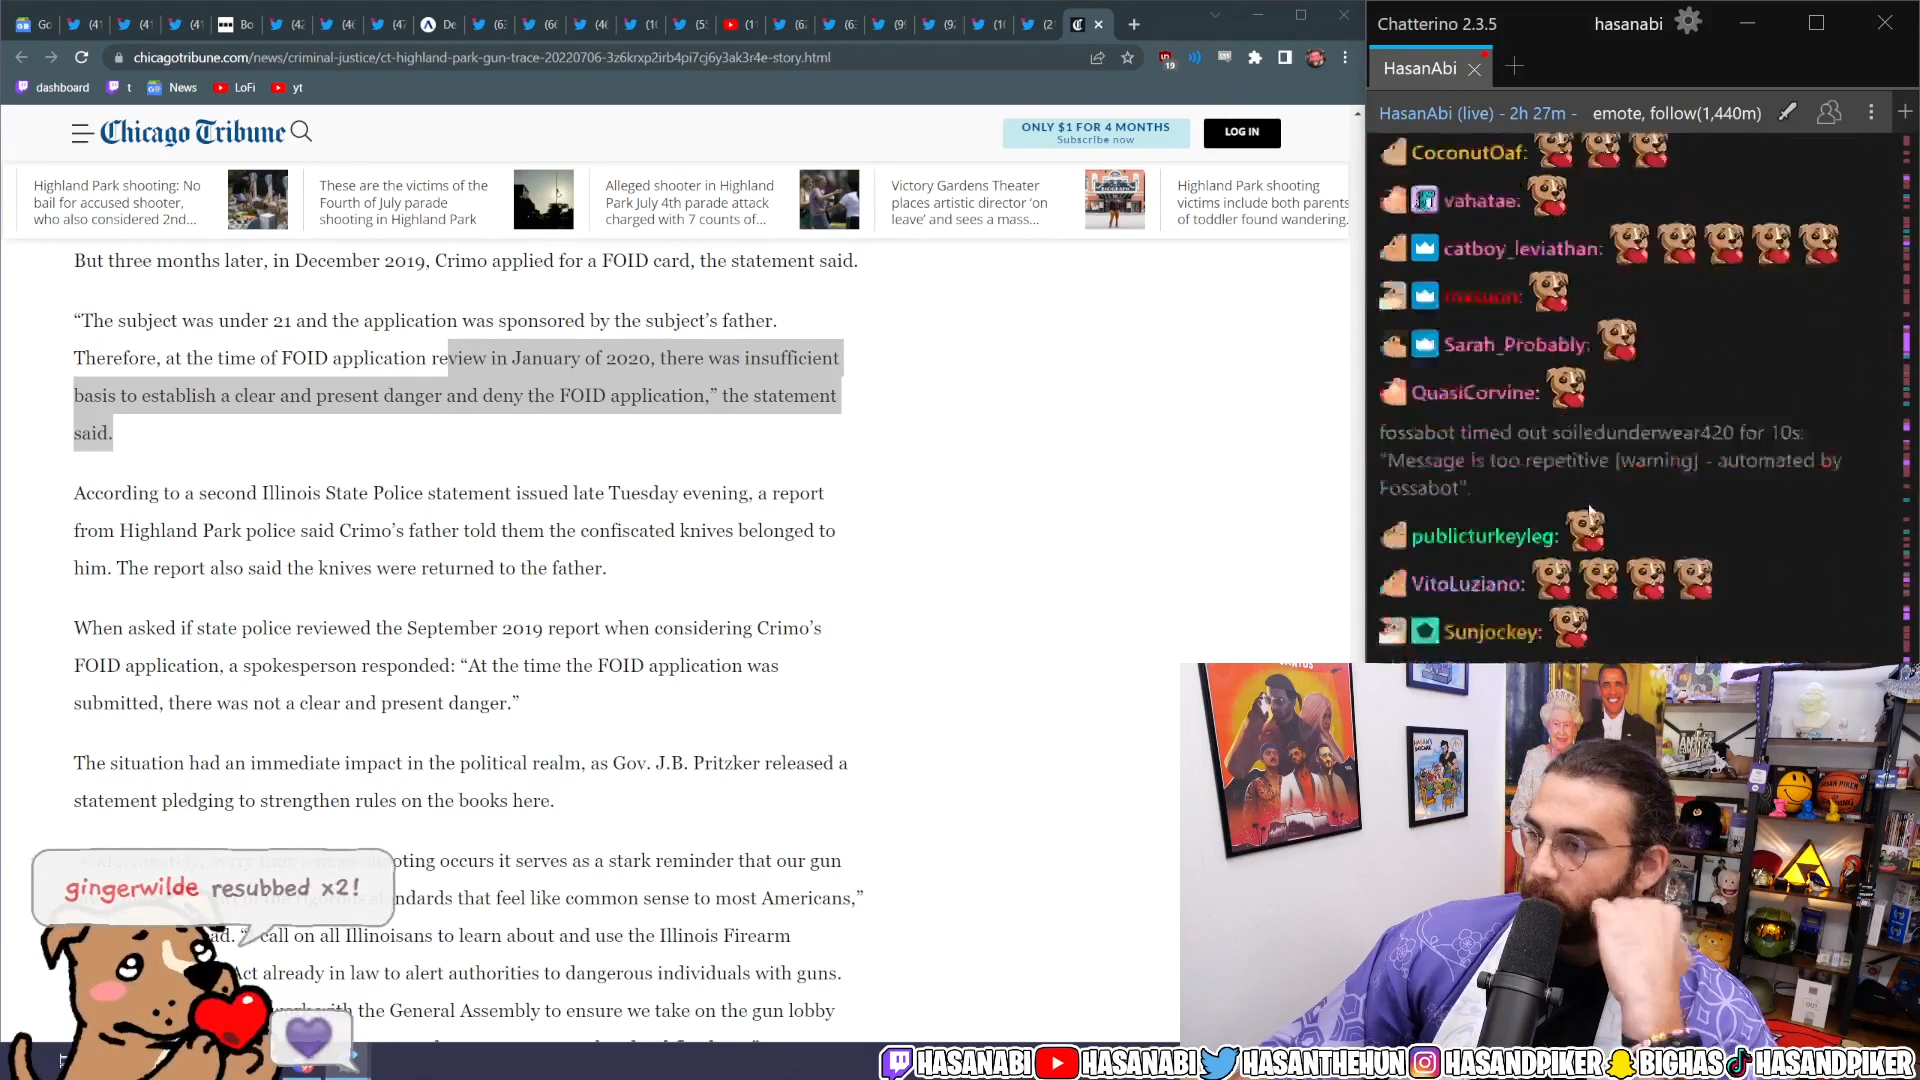 Chatterino 2.3.5
hasanabi
HasanAbi
chicagotribune.com/news/criminal-justice/ct-highland-park-gun-trace-20220706-3z6krxp2irb4pi7cj6y3ak3r4e-story.html
19
dashboard
t
News
LoFi
yt
HasanAbi (live) - 2h 27m -
emote, follow(1,440m)
Chicago Tribune
ONLY $1 FOR 4 MONTHS
Subscribe now
LOG IN
Highland Park shooting: No
bail for accused shooter,
who also considered 2nd...
These are the victims of the
Fourth of July parade
shooting in Highland Park
Alleged shooter in Highland
Park July 4th parade attack
charged with 7 counts of...
Victory Gardens Theater
places artistic director ‘on
leave’ and sees a mass...
Highland Park shooting
victims include both parents
of toddler found wandering.
But three months later, in December 2019, Crimo applied for a FOID card, the statement said.
“The subject was under 21 and the application was sponsored by the subject’s father.
Therefore, at the time of FOID application review in January of 2020, there was insufficient
basis to establish a clear and present danger and deny the FOID application,” the statement
said.
According to a second Illinois State Police statement issued late Tuesday evening, a report
from Highland Park police said Crimo’s father told them the confiscated knives belonged to
him. The report also said the knives were returned to the father.
When asked if state police reviewed the September 2019 report when considering Crimo’s
FOID application, a spokesperson responded: “At the time the FOID application was
submitted, there was not a clear and present danger.”
The situation had an immediate impact in the political realm, as Gov. J.B. Pritzker released a
statement pledging to strengthen rules on the books here.
oting occurs it serves as a stark reminder that our gun
ndards that feel like common sense to most Americans,”
call on all Illinoisans to learn about and use the Illinois Firearm
Act already in law to alert authorities to dangerous individuals with guns.
with the General Assembly to ensure we take on the gun lobby
gingerwilde resubbed x2!
CoconutOaf:
vahatae:
catboy_leviathan:
Sarah_Probably:
QuasiCorvine:
fossabot timed out soiledunderwear420 for 10s:
"Message is too repetitive [warning] - automated by
Fossabot".
publicturkeyleg:
VitoLuziano:
Sunjockey:
HASANABI
HASANABI
HASANTHEHUN
HASANDPIKER
BIGHAS
HASANDPIKER